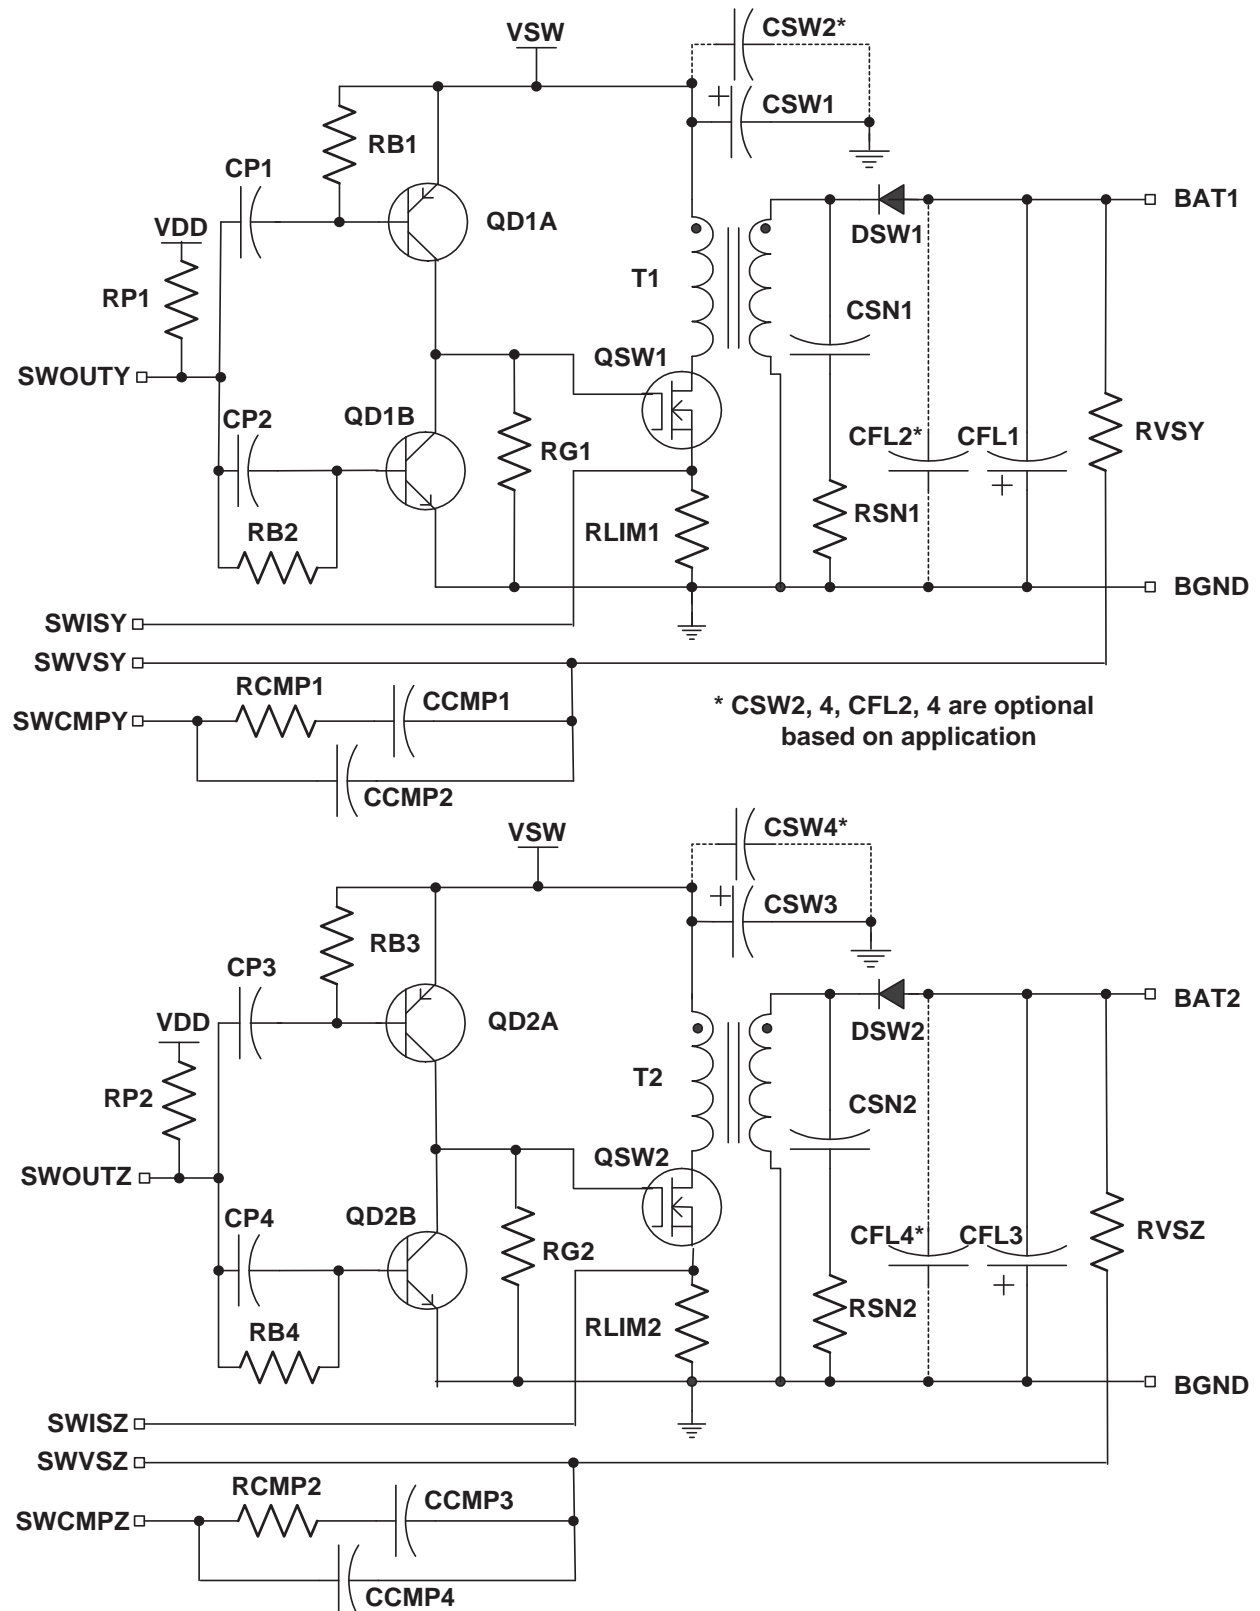 VSW
CSW2*
CSW1
RB1
CP1
VDD
QD1A
BAT1
DSW1
RP1
T1
CSN1
QSW1
SWOUTY
CP2
QD1B
RG1
CFL2*
CFL1
RVSY
RB2
RLIM1
RSN1
BGND
SWISY
SWVSY
RCMP1
CCMP1
SWCMPY
CCMP2
* CSW2, 4, CFL2, 4 are optional
based on application
VSW
CSW4*
CSW3
RB3
CP3
VDD
QD2A
BAT2
DSW2
RP2
T2
CSN2
QSW2
SWOUTZ
CP4
QD2B
RG2
CFL4*
CFL3
RVSZ
RB4
RLIM2
RSN2
BGND
SWISZ
SWVSZ
RCMP2
CCMP3
SWCMPZ
CCMP4